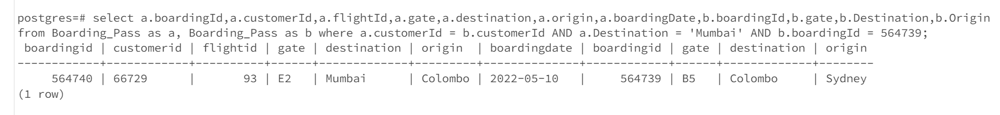 postgres=# select a.boardingId,a.customerId,a.flightId,a.gate,a.destination,a.origin,a.boardingDate,b.boardingId,b.gate,b.Destination,b.Origin
from Boarding_Pass as a, Boarding_Pass as b where a.customerId = b.customerId AND a.Destination = 'Mumbai' AND b.boardingId = 564739;
 boardingid | customerid | flightid | gate | destination | origin  | boardingdate | boardingid | gate | destination | origin
------------+------------+----------+------+-------------+---------+--------------+------------+------+-------------+--------
     564740 | 66729      |       93 | E2   | Mumbai      | Colombo | 2022-05-10   |     564739 | B5   | Colombo     | Sydney
(1 row)